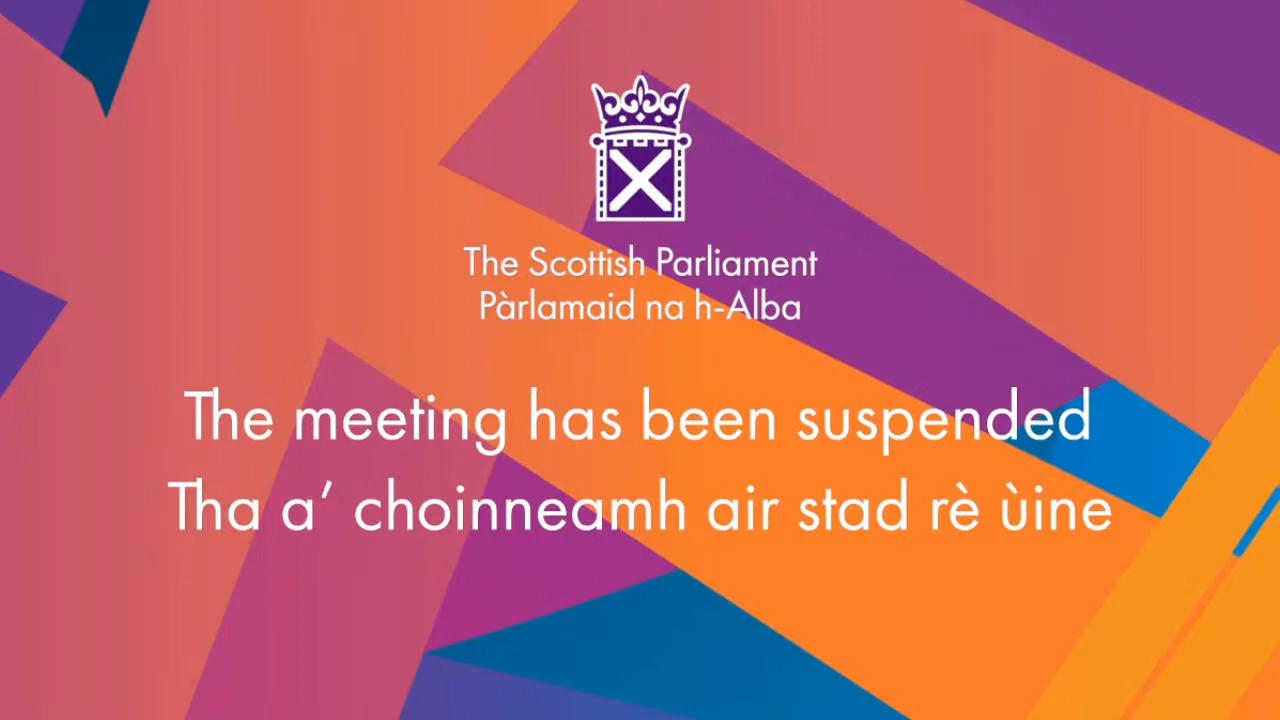 The Scottish Parliament
Pàrlamaid na h-Alba
The meeting has been suspended
Tha a’ choinneamh air stad rè ùine